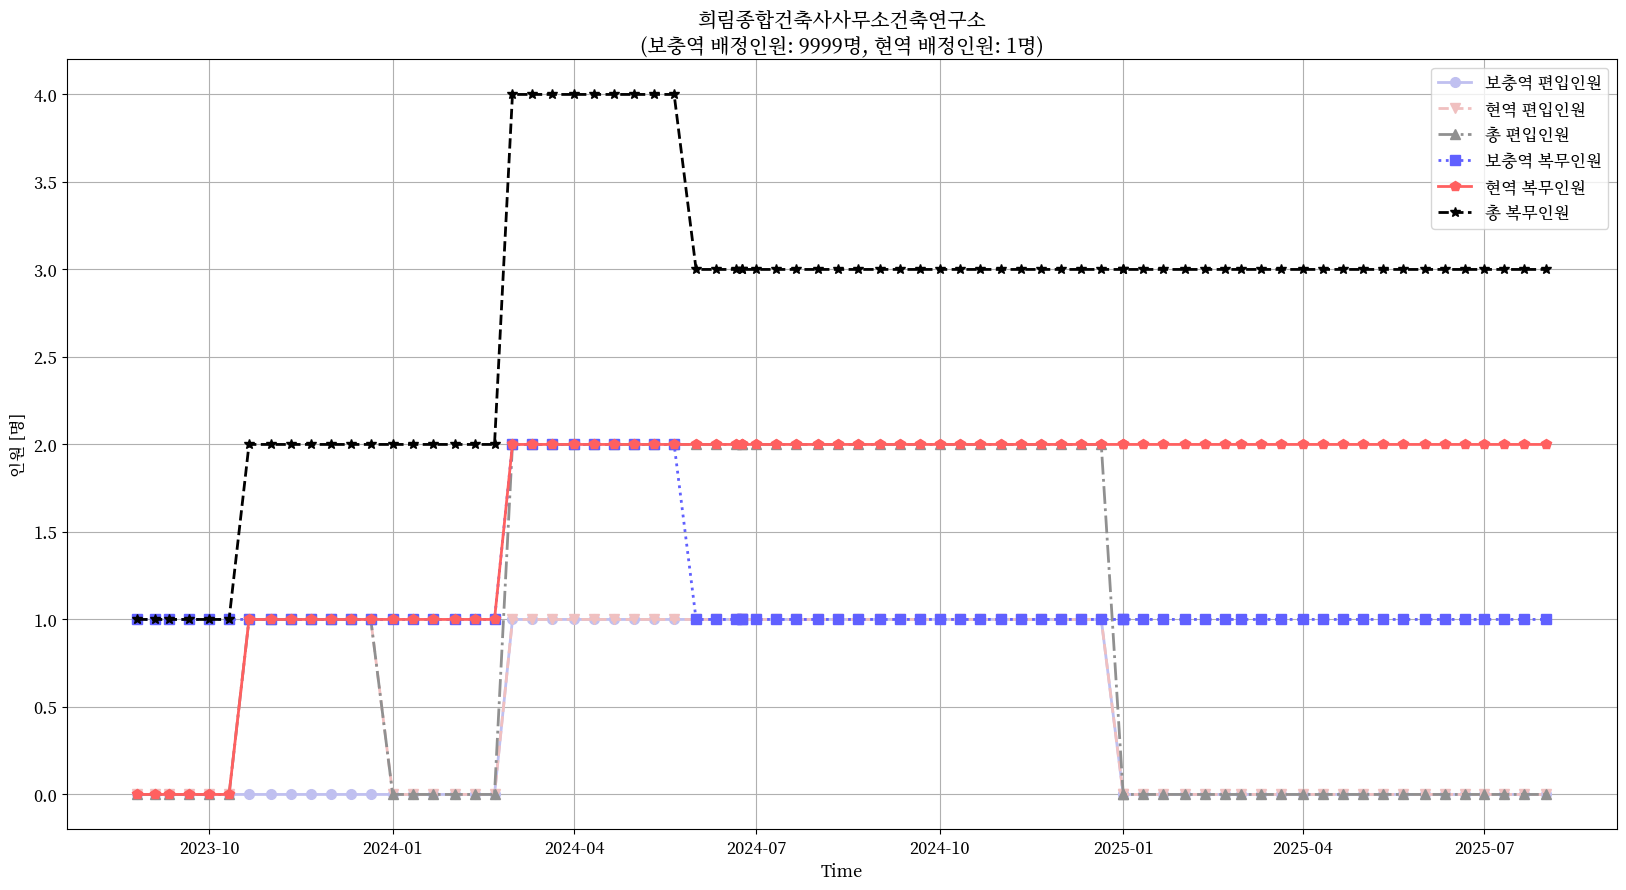 희림종합건축사사무소건축연구소
(보충역 배정인원: 9999명, 현역 배정인원: 1명)
보충역 편입인원
현역 편입인원
총 편입인원
보충역 복무인원
현역 복무인원
총 복무인원
인원 [명]
4.0
3.5
3.0
2.5
2.0
1.5
1.0
0.5
0.0
2023-10
2024-01
2024-04
2024-07
2024-10
2025-01
2025-04
2025-07
Time